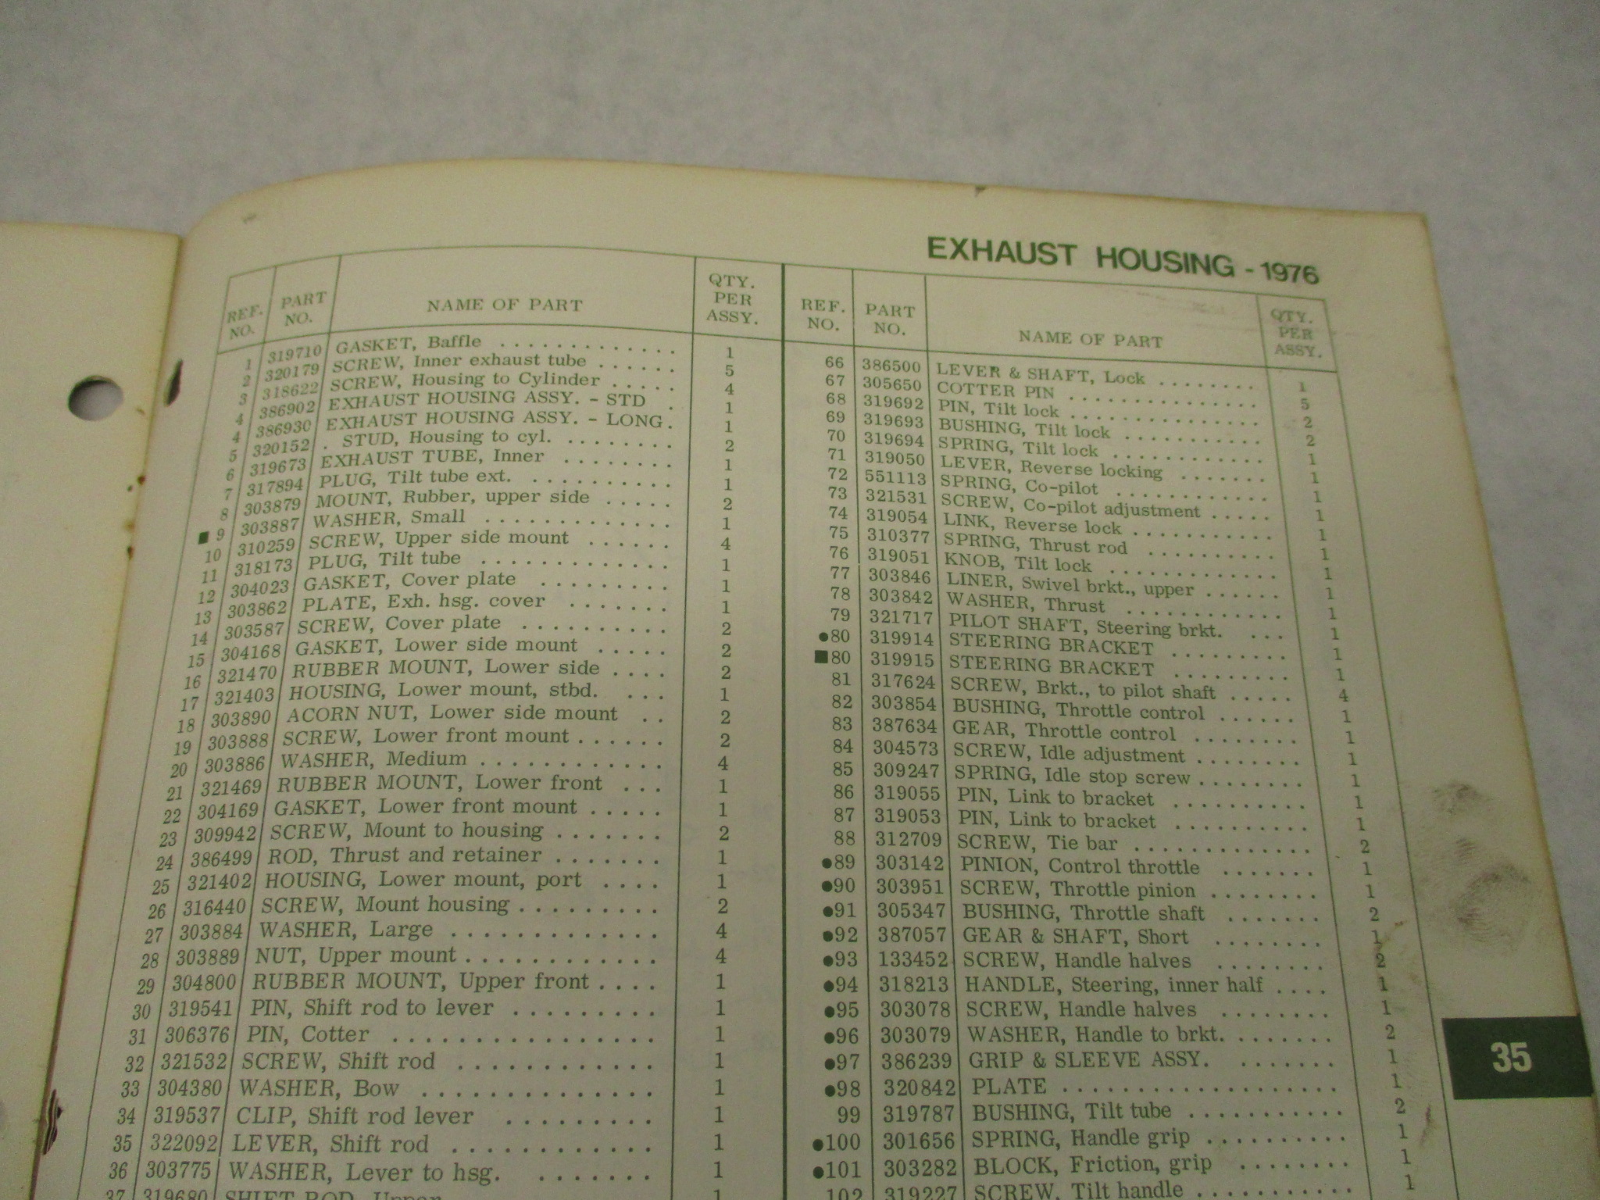 EXHAUST HOUSING - 1976
REF. NO. PART NO. NAME OF PART QTY. PER ASSY.
1 319710 GASKET, Baffle . . . . . . . . . . . . . 1
2 320179 SCREW, Inner exhaust tube . . . . . . 5
3 318622 SCREW, Housing to Cylinder . . . . . 4
4 386902 EXHAUST HOUSING ASSY. - STD . 1
4 386930 EXHAUST HOUSING ASSY. - LONG . 1
5 320152 . STUD, Housing to cyl. . . . . . . . . 2
6 319673 EXHAUST TUBE, Inner . . . . . . . . 1
7 317894 PLUG, Tilt tube ext. . . . . . . . . . . 1
8 303879 MOUNT, Rubber, upper side . . . . . 2
■ 9 303887 WASHER, Small . . . . . . . . . . . . . 1
10 310259 SCREW, Upper side mount . . . . . . 4
11 318173 PLUG, Tilt tube . . . . . . . . . . . . . 1
12 304023 GASKET, Cover plate . . . . . . . . . 1
13 303862 PLATE, Exh. hsg. cover . . . . . . . 1
14 303587 SCREW, Cover plate . . . . . . . . . . 2
15 304168 GASKET, Lower side mount . . . . . 2
16 321470 RUBBER MOUNT, Lower side . . . . 2
17 321403 HOUSING, Lower mount, stbd. . . . 1
18 303890 ACORN NUT, Lower side mount . . 2
19 303888 SCREW, Lower front mount . . . . . . 2
20 303886 WASHER, Medium . . . . . . . . . . . . 4
21 321469 RUBBER MOUNT, Lower front . . . 1
22 304169 GASKET, Lower front mount . . . . . 1
23 309942 SCREW, Mount to housing . . . . . . . 2
24 386499 ROD, Thrust and retainer . . . . . . . 1
25 321402 HOUSING, Lower mount, port . . . . 1
26 316440 SCREW, Mount housing . . . . . . . . . 2
27 303884 WASHER, Large . . . . . . . . . . . . . 4
28 303889 NUT, Upper mount . . . . . . . . . . . . 4
29 304800 RUBBER MOUNT, Upper front . . . . 1
30 319541 PIN, Shift rod to lever . . . . . . . . . 1
31 306376 PIN, Cotter . . . . . . . . . . . . . . . 1
32 321532 SCREW, Shift rod . . . . . . . . . . . . 1
33 304380 WASHER, Bow . . . . . . . . . . . . . . 1
34 319537 CLIP, Shift rod lever . . . . . . . . . 1
35 322092 LEVER, Shift rod . . . . . . . . . . . . 1
36 303775 WASHER, Lever to hsg. . . . . . . . 1
37 319680 SHIFT ROD, Upper
REF. NO. PART NO. NAME OF PART QTY. PER ASSY.
66 386500 LEVER & SHAFT, Lock . . . . . . . . 1
67 305650 COTTER PIN . . . . . . . . . . . . . . . 5
68 319692 PIN, Tilt lock . . . . . . . . . . . . . . 2
69 319693 BUSHING, Tilt lock . . . . . . . . . . . 2
70 319694 SPRING, Tilt lock . . . . . . . . . . . . 1
71 319050 LEVER, Reverse locking . . . . . . . 1
72 551113 SPRING, Co-pilot . . . . . . . . . . . . 1
73 321531 SCREW, Co-pilot adjustment . . . . . 1
74 319054 LINK, Reverse lock . . . . . . . . . . . 1
75 310377 SPRING, Thrust rod . . . . . . . . . . 1
76 319051 KNOB, Tilt lock . . . . . . . . . . . . . 1
77 303846 LINER, Swivel brkt., upper . . . . . . 1
78 303842 WASHER, Thrust . . . . . . . . . . . . 1
79 321717 PILOT SHAFT, Steering brkt. . . . 1
●80 319914 STEERING BRACKET . . . . . . . . . 1
■80 319915 STEERING BRACKET . . . . . . . . . 1
81 317624 SCREW, Brkt., to pilot shaft . . . . . 4
82 303854 BUSHING, Throttle control . . . . . . 1
83 387634 GEAR, Throttle control . . . . . . . . 1
84 304573 SCREW, Idle adjustment . . . . . . . . 1
85 309247 SPRING, Idle stop screw . . . . . . . . 1
86 319055 PIN, Link to bracket . . . . . . . . . . 1
87 319053 PIN, Link to bracket . . . . . . . . . . 1
88 312709 SCREW, Tie bar . . . . . . . . . . . . . 2
●89 303142 PINION, Control throttle . . . . . . . . 1
●90 303951 SCREW, Throttle pinion . . . . . . . . 1
●91 305347 BUSHING, Throttle shaft . . . . . . . 2
●92 387057 GEAR & SHAFT, Short . . . . . . . . 1
●93 133452 SCREW, Handle halves . . . . . . . . 2
●94 318213 HANDLE, Steering, inner half . . . . 1
●95 303078 SCREW, Handle halves . . . . . . . . 1
●96 303079 WASHER, Handle to brkt. . . . . . . . 2
●97 386239 GRIP & SLEEVE ASSY. . . . . . . . 1
●98 320842 PLATE . . . . . . . . . . . . . . . . . . 1
99 319787 BUSHING, Tilt tube . . . . . . . . . . . 2
●100 301656 SPRING, Handle grip . . . . . . . . . . 1
●101 303282 BLOCK, Friction, grip . . . . . . . . 1
102 319227 SCREW, Tilt handle . . . . . . . . . . 1
35